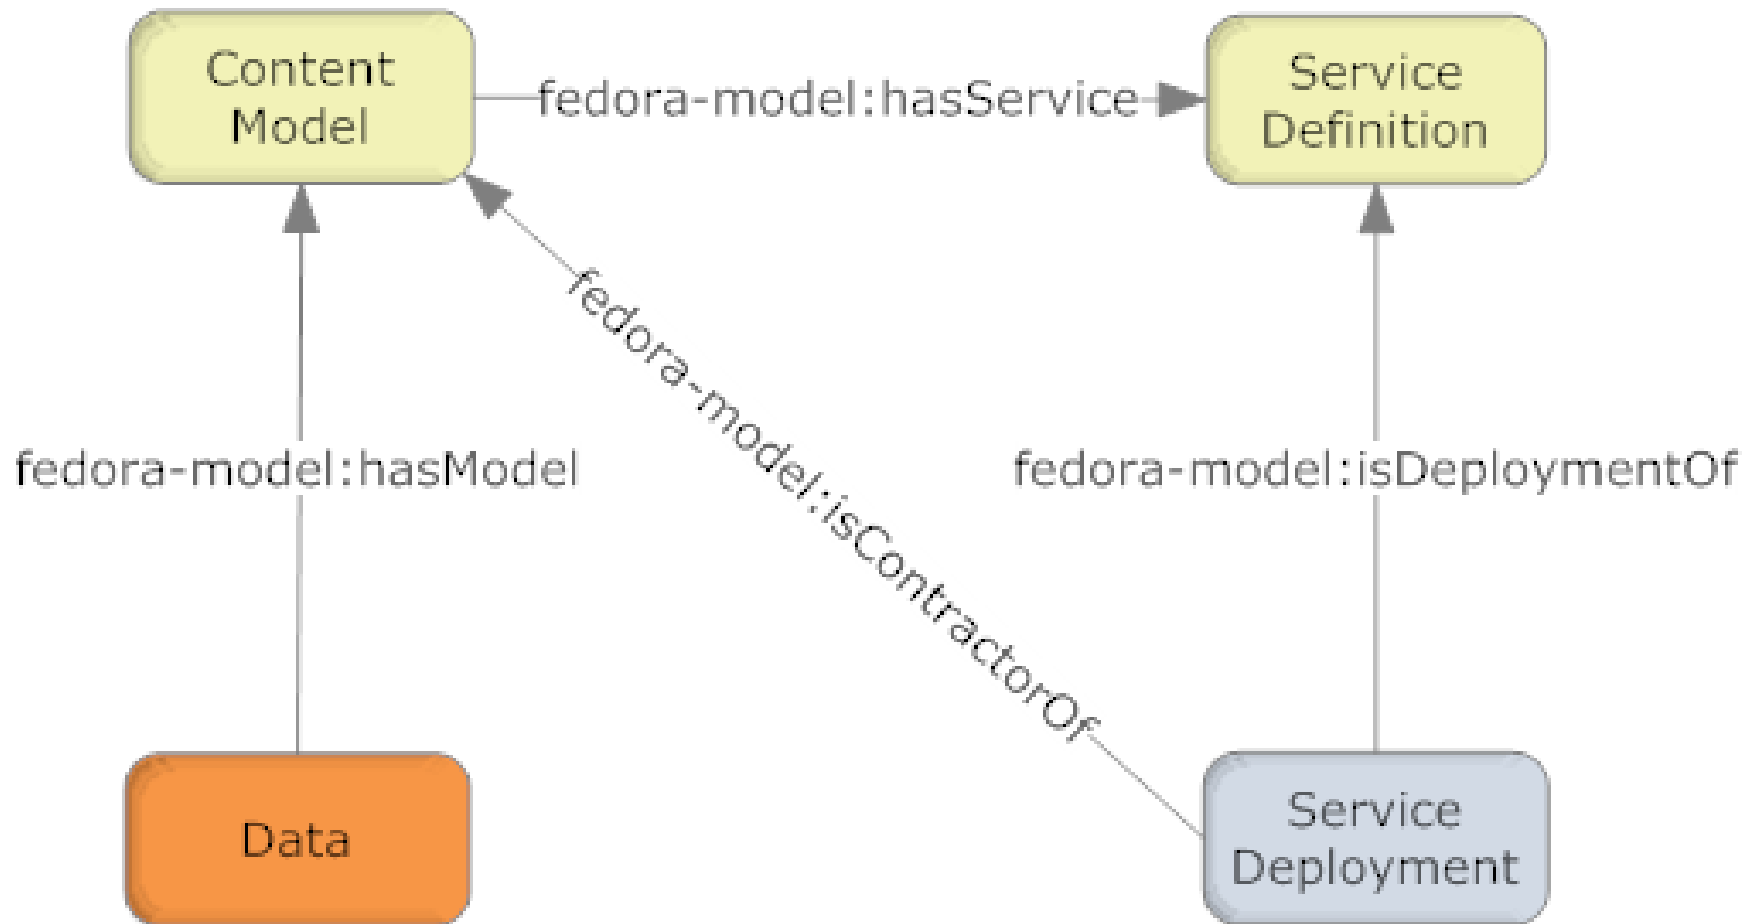 Content
Model
fedora-model:hasService
Service
Definition
fedora-model:isContractorOf
fedora-model:hasModel
fedora-model:isDeploymentOf
Data
Service
Deployment